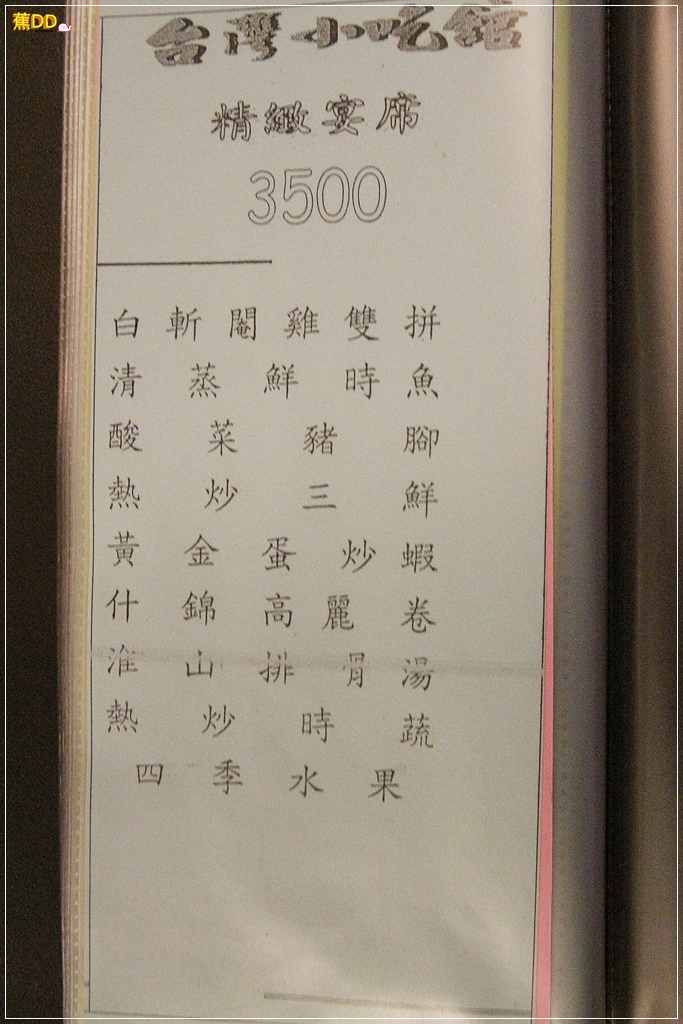 蕉DD
台灣小吃館
精緻宴席
3500
白斬閹雞雙拼
清蒸鮮時魚
酸菜豬腳
熱炒三鮮
黃金蛋炒蝦
什錦高麗卷
淮山排骨湯
熱炒時蔬
四季水果